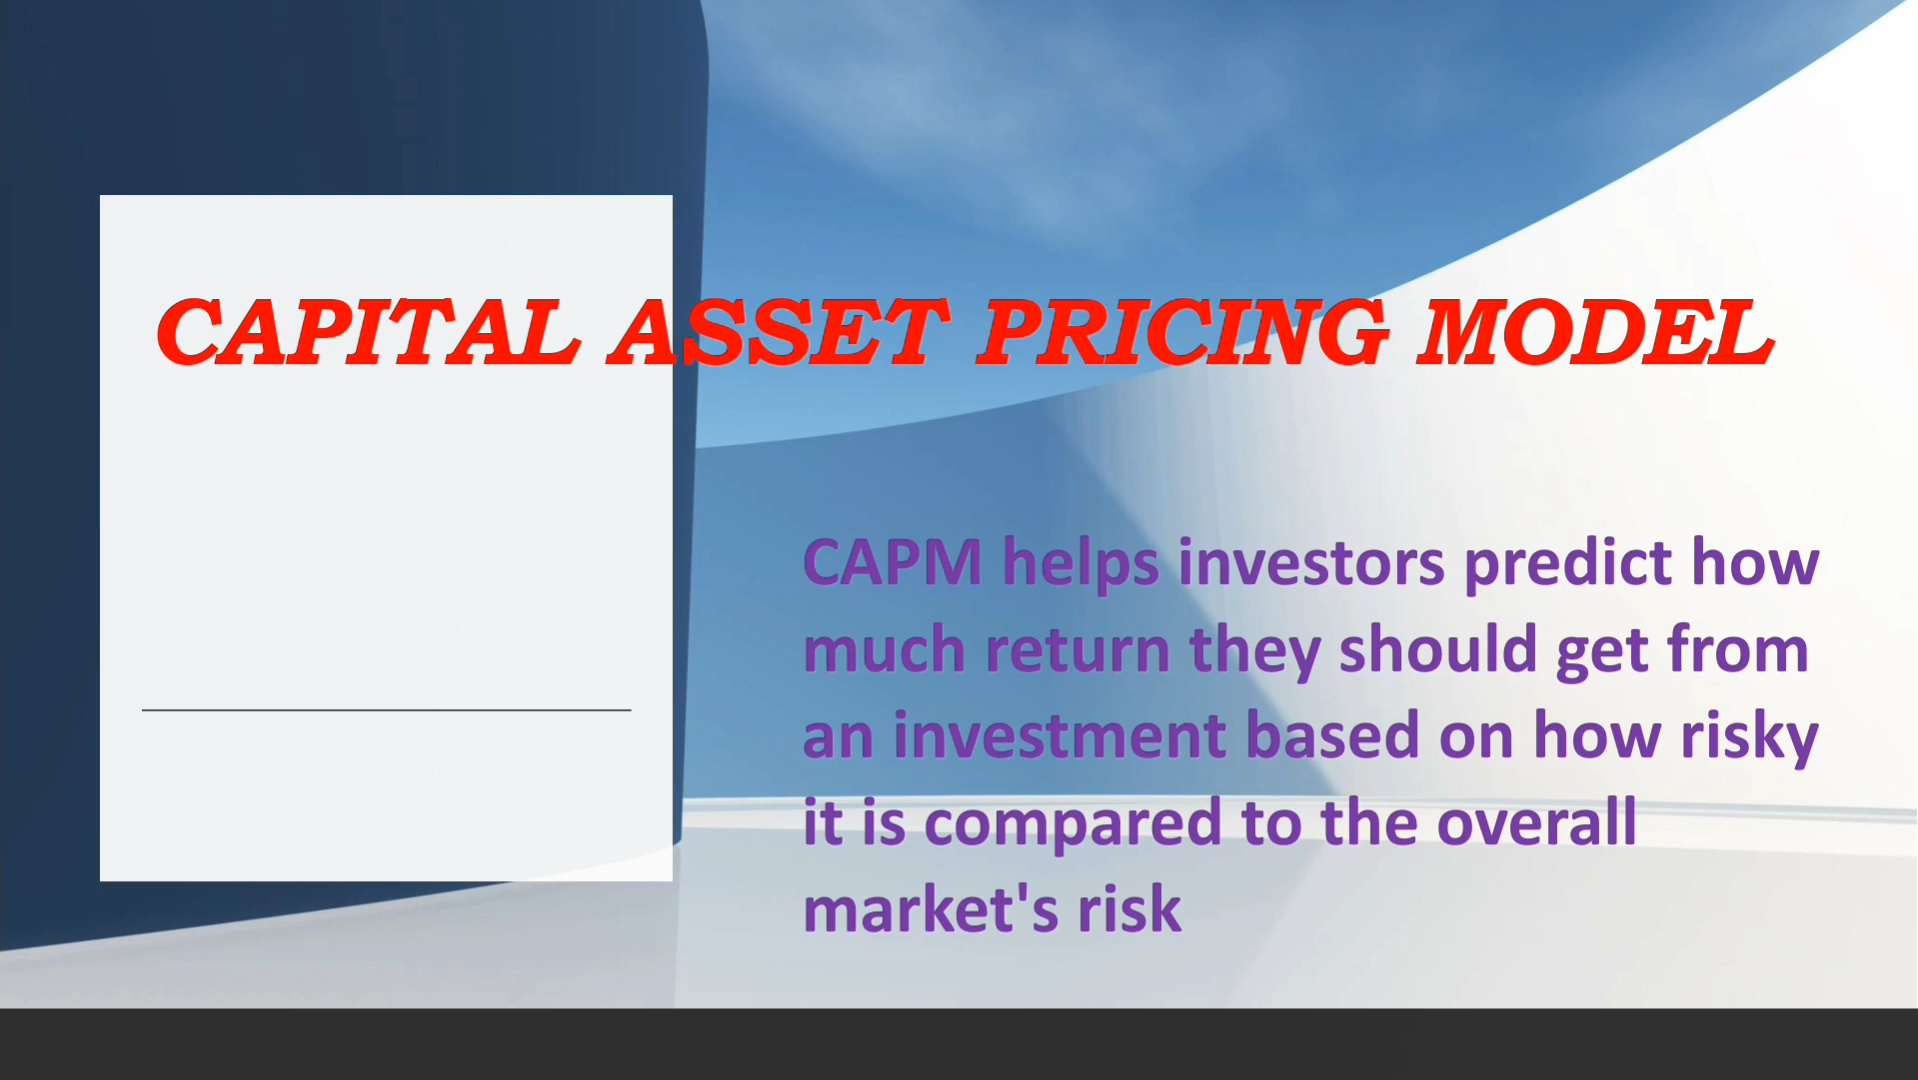 CAPITAL ASSET PRICING MODEL
CAPM helps investors predict how
much return they should get from
an investment based on how risky
it is compared to the overall
market's risk